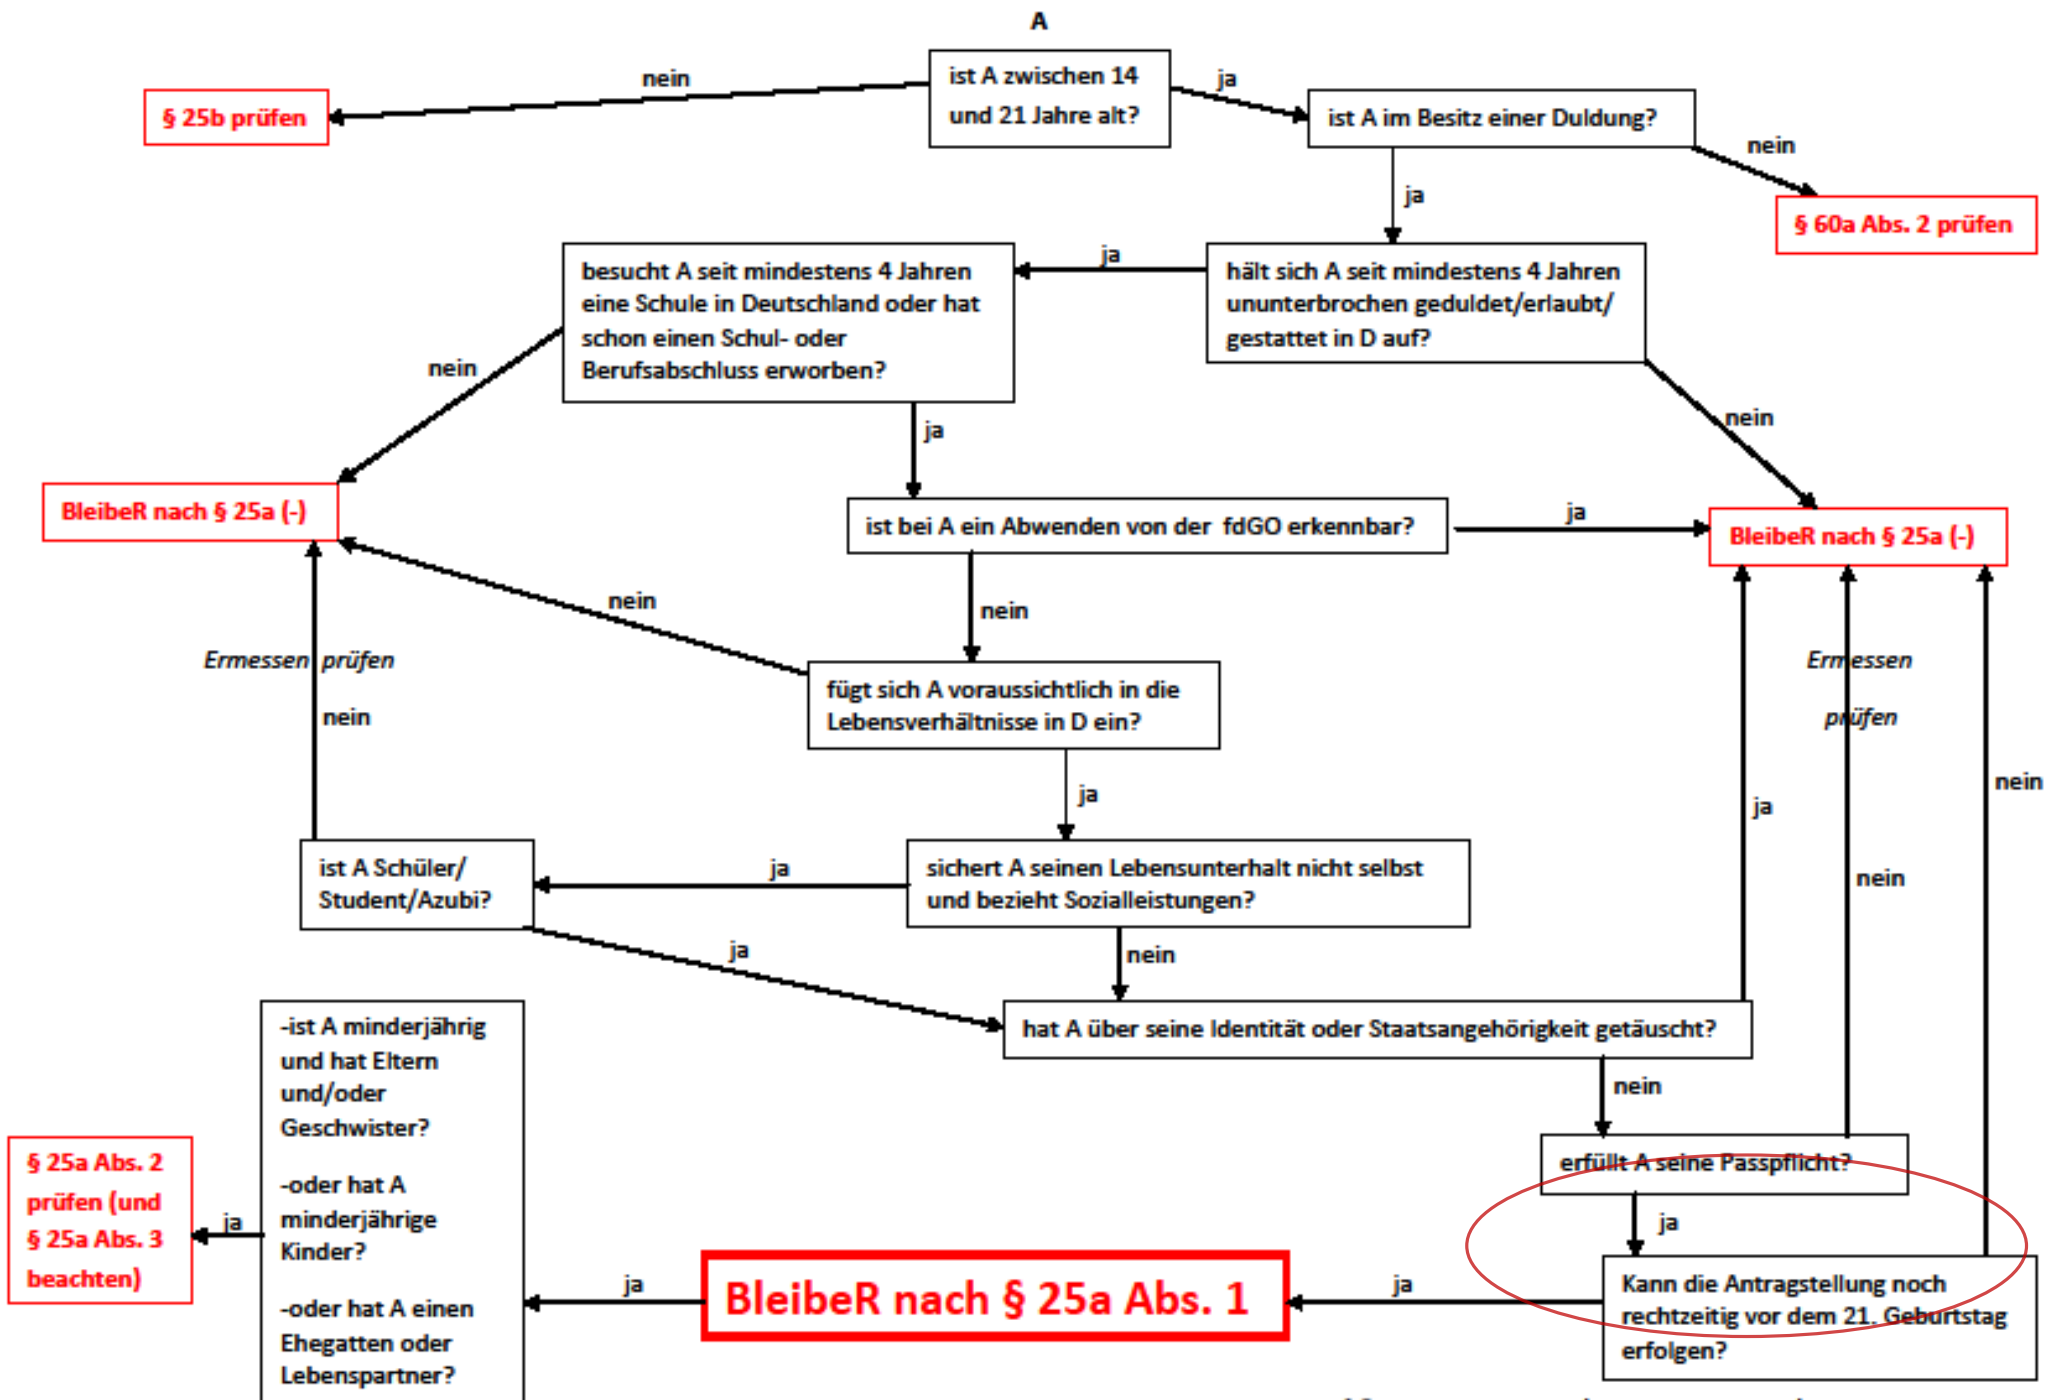 A
ist A zwischen 14
und 21 Jahre alt?
nein
ja
§ 25b prüfen
ist A im Besitz einer Duldung?
nein
ja
§ 60a Abs. 2 prüfen
besucht A seit mindestens 4 Jahren
eine Schule in Deutschland oder hat
schon einen Schul- oder
Berufsabschluss erworben?
ja
hält sich A seit mindestens 4 Jahren
ununterbrochen geduldet/erlaubt/
gestattet in D auf?
nein
nein
ja
BleibeR nach § 25a (-)
ist bei A ein Abwenden von der fdGO erkennbar?
ja
BleibeR nach § 25a (-)
nein
nein
Ermessen prüfen
nein
fügt sich A voraussichtlich in die
Lebensverhältnisse in D ein?
Ermessen
prüfen
nein
ja
ja
nein
ist A Schüler/
Student/Azubi?
ja
sichert A seinen Lebensunterhalt nicht selbst
und bezieht Sozialleistungen?
ja
nein
hat A über seine Identität oder Staatsangehörigkeit getäuscht?
nein
-ist A minderjährig
und hat Eltern
und/oder
Geschwister?
-oder hat A
minderjährige
Kinder?
-oder hat A einen
Ehegatten oder
Lebenspartner?
erfüllt A seine Passpflicht?
ja
§ 25a Abs. 2
prüfen (und
§ 25a Abs. 3
beachten)
ja
ja
BleibeR nach § 25a Abs. 1
ja
Kann die Antragstellung noch
rechtzeitig vor dem 21. Geburtstag
erfolgen?